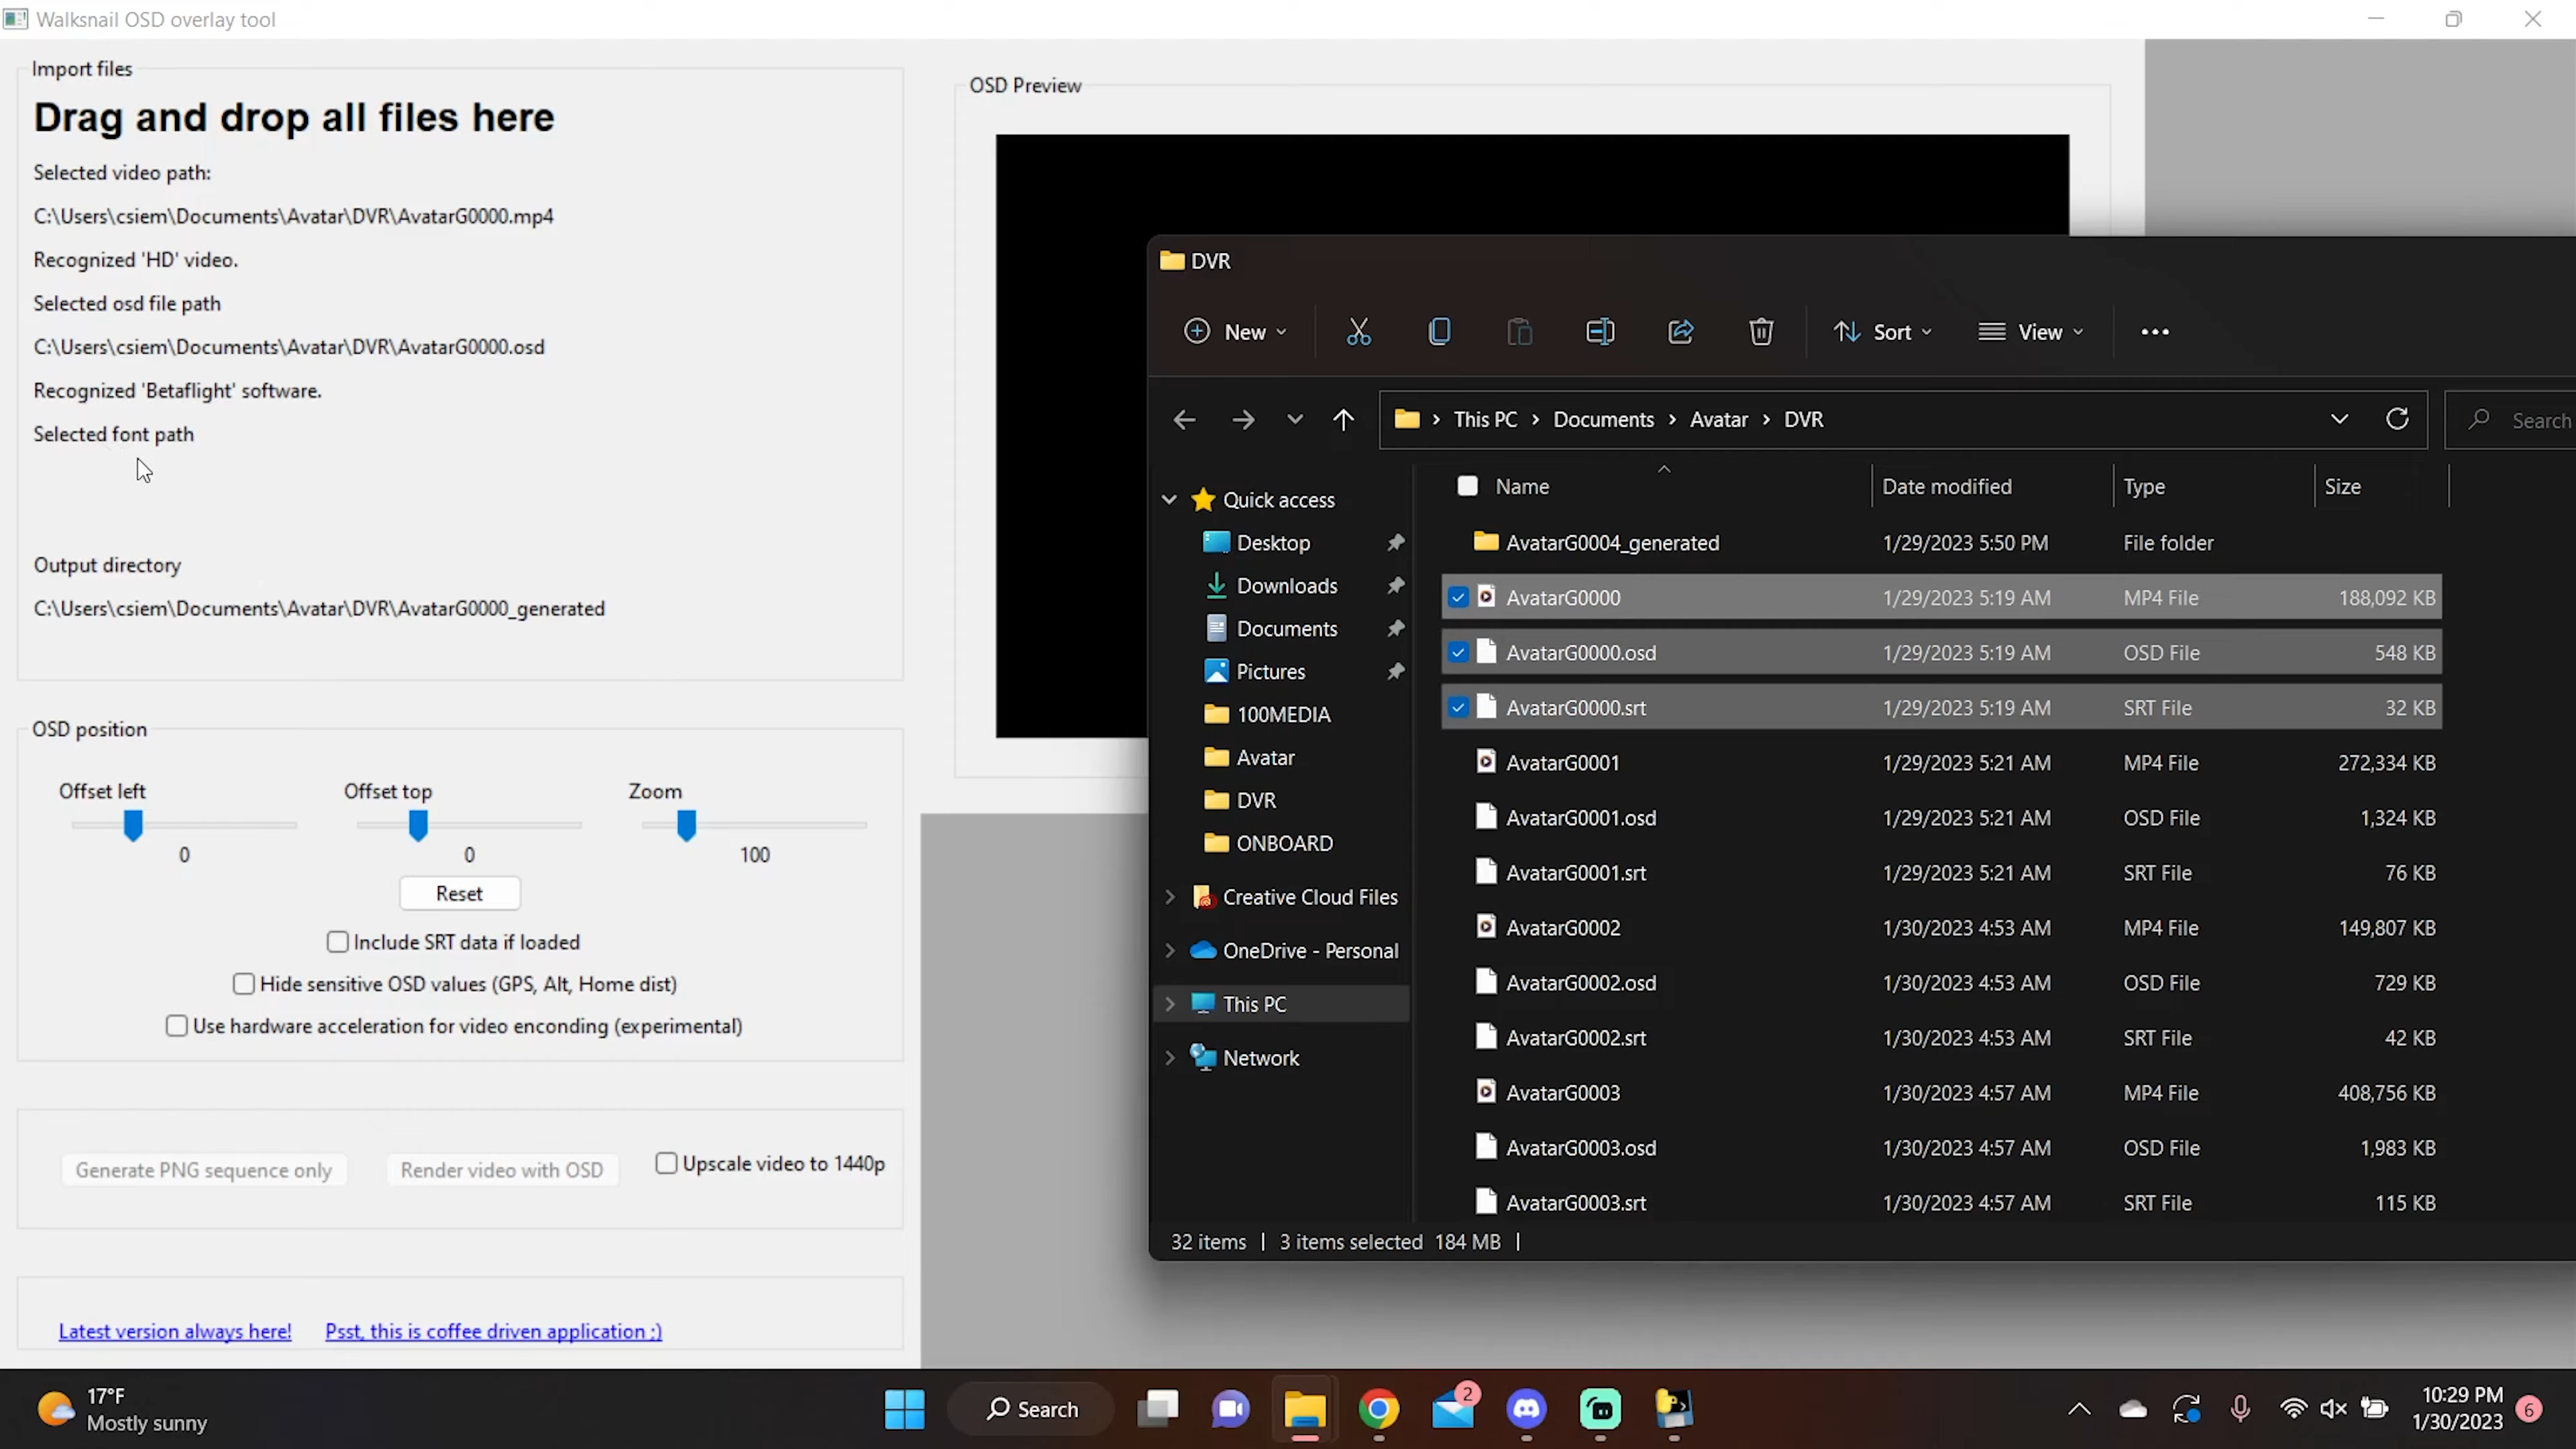 Walksnail OSD overlay tool
Import files
Drag and drop all files here
Selected video path:
C:\Users\csiem\Documents\Avatar\DVR\AvatarG0000.mp4
Recognized 'HD' video.
Selected osd file path
C:\Users\csiem\Documents\Avatar\DVR\AvatarG0000.osd
Recognized 'Betaflight' software.
Selected font path
Output directory
C:\Users\csiem\Documents\Avatar\DVR\AvatarG0000_generated
OSD position
Offset left
Offset top
Zoom
0
0
100
Reset
Include SRT data if loaded
Hide sensitive OSD values (GPS, Alt, Home dist)
Use hardware acceleration for video enconding (experimental)
Generate PNG sequence only
Render video with OSD
Upscale video to 1440p
Latest version always here!
Psst, this is coffee driven application ;)
OSD Preview
DVR
New
Sort
View
This PC > Documents > Avatar > DVR
Search
Quick access
Desktop
Downloads
Documents
Pictures
100MEDIA
Avatar
DVR
ONBOARD
Creative Cloud Files
OneDrive - Personal
This PC
Network
Name Date modified Type Size
AvatarG0004_generated 1/29/2023 5:50 PM File folder
AvatarG0000 1/29/2023 5:19 AM MP4 File 188,092 KB
AvatarG0000.osd 1/29/2023 5:19 AM OSD File 548 KB
AvatarG0000.srt 1/29/2023 5:19 AM SRT File 32 KB
AvatarG0001 1/29/2023 5:21 AM MP4 File 272,334 KB
AvatarG0001.osd 1/29/2023 5:21 AM OSD File 1,324 KB
AvatarG0001.srt 1/29/2023 5:21 AM SRT File 76 KB
AvatarG0002 1/30/2023 4:53 AM MP4 File 149,807 KB
AvatarG0002.osd 1/30/2023 4:53 AM OSD File 729 KB
AvatarG0002.srt 1/30/2023 4:53 AM SRT File 42 KB
AvatarG0003 1/30/2023 4:57 AM MP4 File 408,756 KB
AvatarG0003.osd 1/30/2023 4:57 AM OSD File 1,983 KB
AvatarG0003.srt 1/30/2023 4:57 AM SRT File 115 KB
32 items | 3 items selected 184 MB |
17°F
Mostly sunny
Search
2
10:29 PM
1/30/2023
6